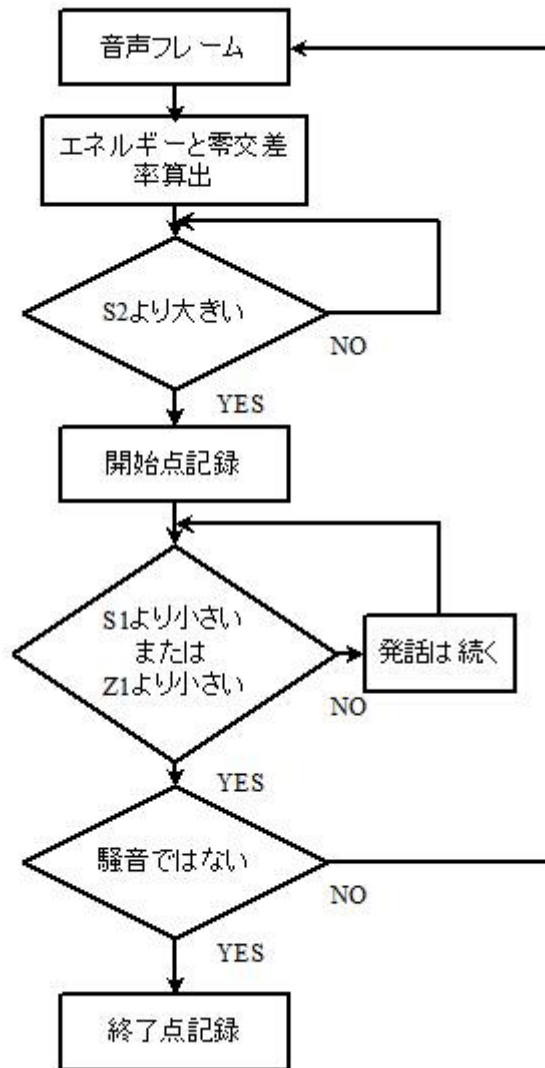 音声フレーム
エネルギーと零交差
率算出
S2より大きい
NO
YES
開始点記録
S1より小さい
または
Z1より小さい
発話は続く
NO
YES
騒音ではない
NO
YES
終了点記録